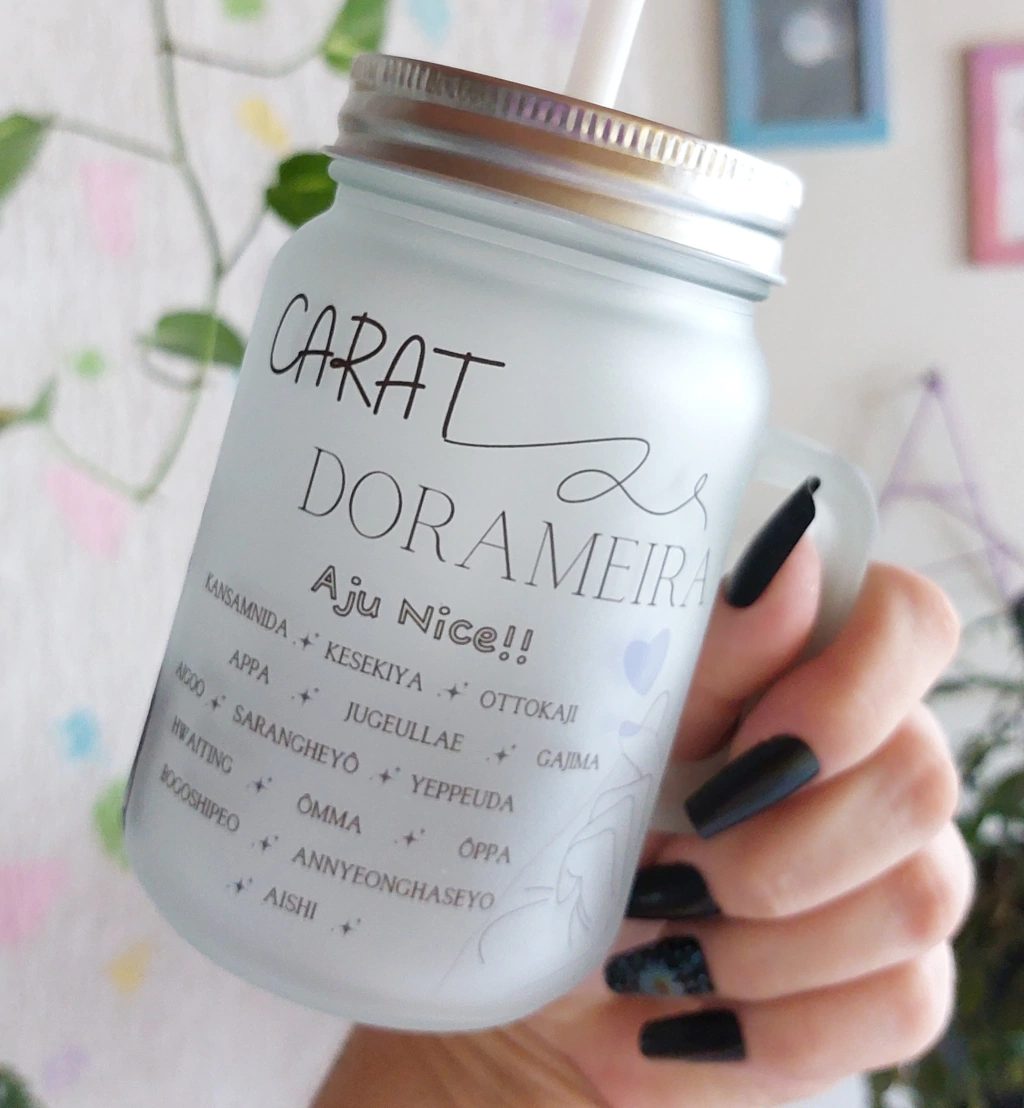 CARAT
DORAMEIRA
Aju Nice!!
KANSAMNIDA KESEKIYA OTTOKAJI
APPA JUGEULLAE GAJIMA
AIGOO SARANGHEYÔ YEPPEUDA
HWAITING ÔMMA ÔPPA
BOGOSHIPEO ANNYEONGHASEYO
AISHI